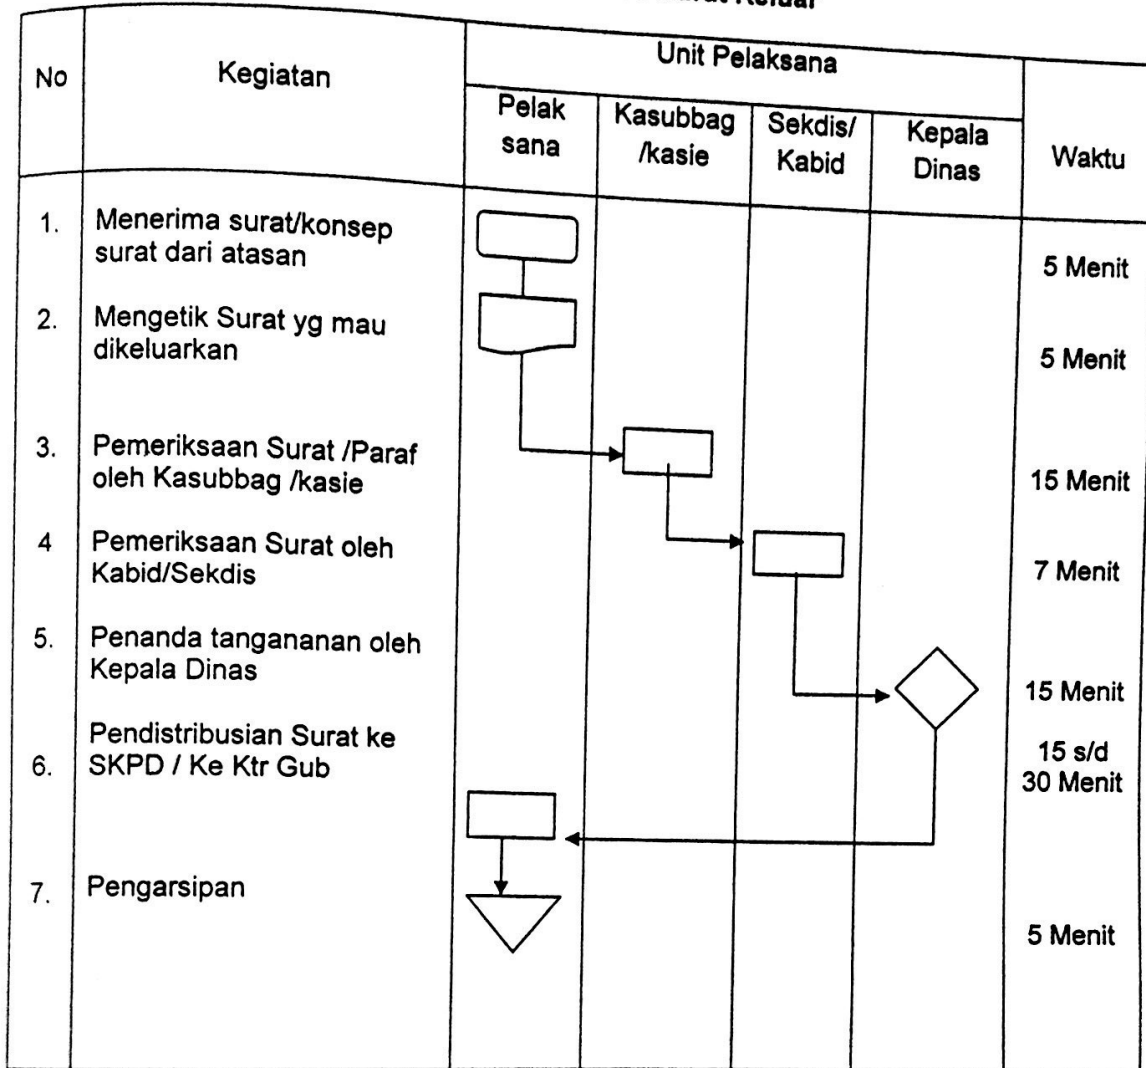 Unit Pelaksana
No
Kegiatan
Pelak
sana
Kasubbag
/kasie
Sekdis/
Kabid
Kepala
Dinas
Waktu
1.
Menerima surat/konsep
surat dari atasan
5 Menit
2.
Mengetik Surat yg mau
dikeluarkan
5 Menit
3.
Pemeriksaan Surat /Paraf
oleh Kasubbag /kasie
15 Menit
4
Pemeriksaan Surat oleh
Kabid/Sekdis
7 Menit
5.
Penanda tangananan oleh
Kepala Dinas
15 Menit
6.
Pendistribusian Surat ke
SKPD / Ke Ktr Gub
15 s/d
30 Menit
7.
Pengarsipan
5 Menit